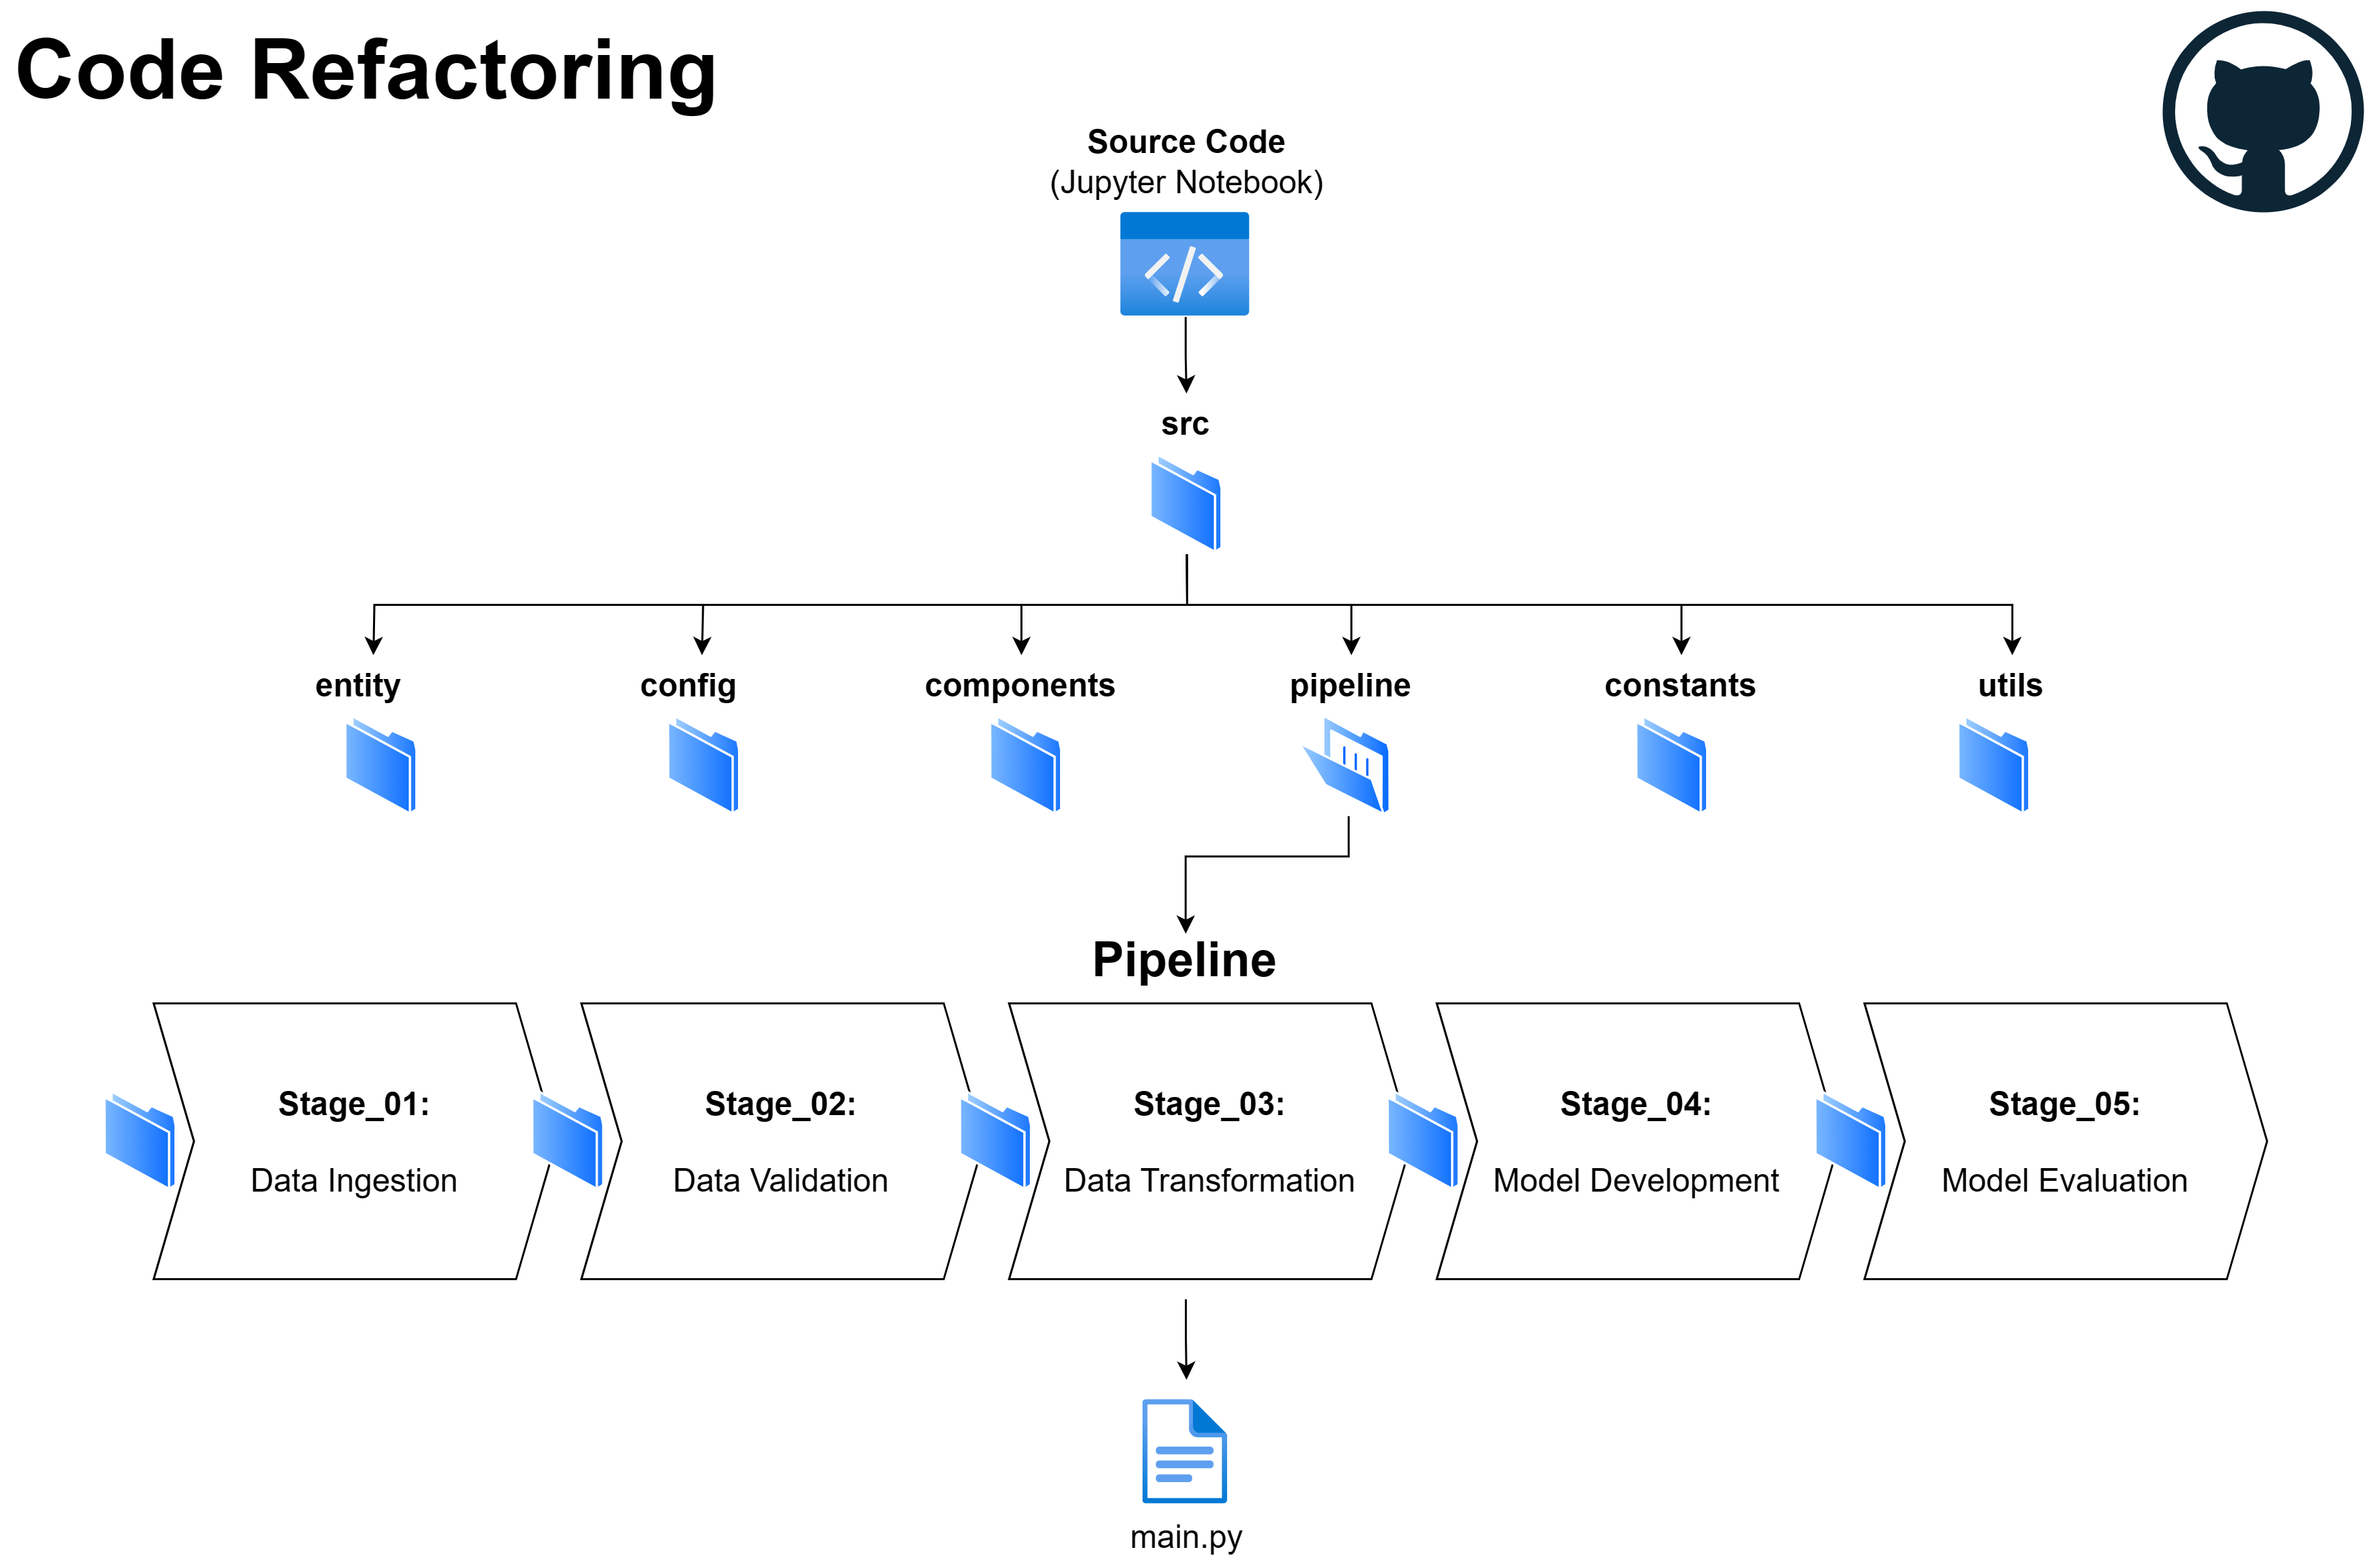 Code Refactoring
Source Code
(Jupyter Notebook)
src
entity
config
components
pipeline
constants
utils
Pipeline
Stage_01:
Data Ingestion
Stage_02:
Data Validation
Stage_03:
Data Transformation
Stage_04:
Model Development
Stage_05:
Model Evaluation
main.py